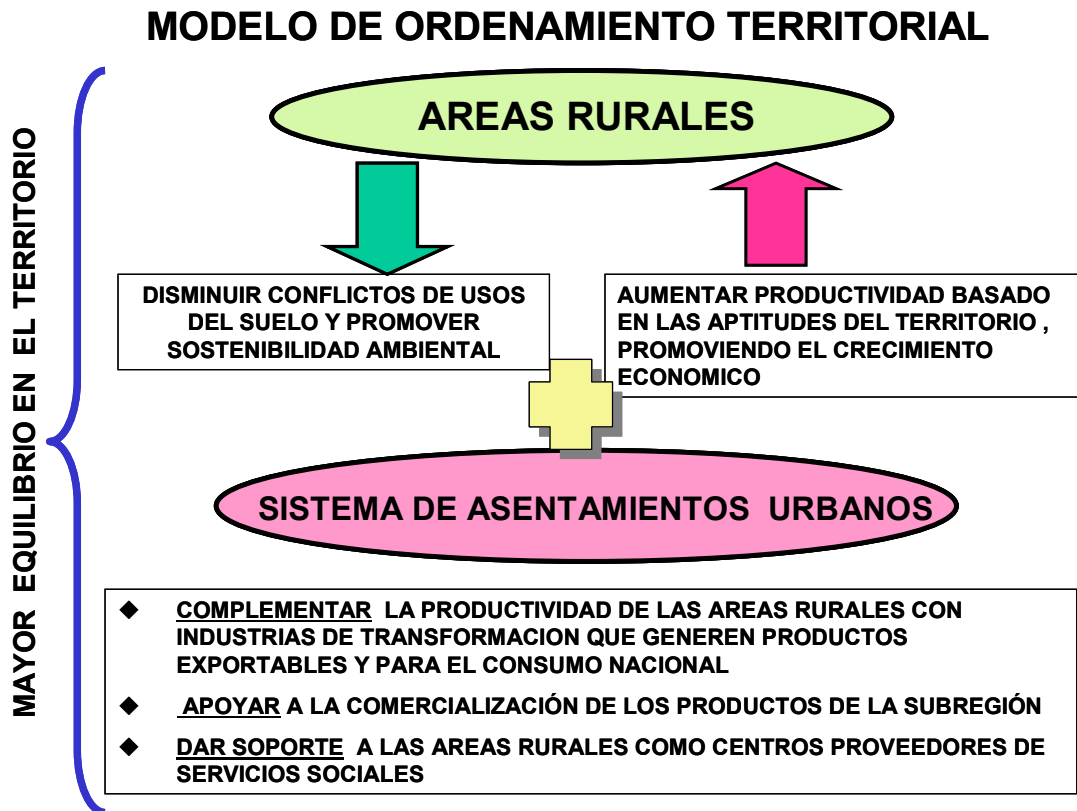 MODELO DE ORDENAMIENTO TERRITORIAL
MAYOR EQUILIBRIO EN EL TERRITORIO
AREAS RURALES
DISMINUIR CONFLICTOS DE USOS
DEL SUELO Y PROMOVER
SOSTENIBILIDAD AMBIENTAL
AUMENTAR PRODUCTIVIDAD BASADO
EN LAS APTITUDES DEL TERRITORIO ,
PROMOVIENDO EL CRECIMIENTO
ECONOMICO
SISTEMA DE ASENTAMIENTOS URBANOS
◆ COMPLEMENTAR LA PRODUCTIVIDAD DE LAS AREAS RURALES CON
INDUSTRIAS DE TRANSFORMACION QUE GENEREN PRODUCTOS
EXPORTABLES Y PARA EL CONSUMO NACIONAL
◆ APOYAR A LA COMERCIALIZACIÓN DE LOS PRODUCTOS DE LA SUBREGIÓN
◆ DAR SOPORTE A LAS AREAS RURALES COMO CENTROS PROVEEDORES DE
SERVICIOS SOCIALES